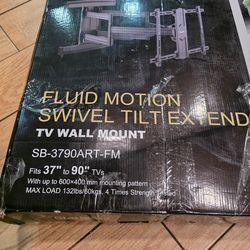 FLUID MOTION
SWIVEL TILT EXTEND
TV WALL MOUNT
SB-3790ART-FM
Fits 37" to 90" TVs
With up to 600×400 mm mounting pattern
MAX LOAD 132lbs/60kgs, 4 Times Strength Tested